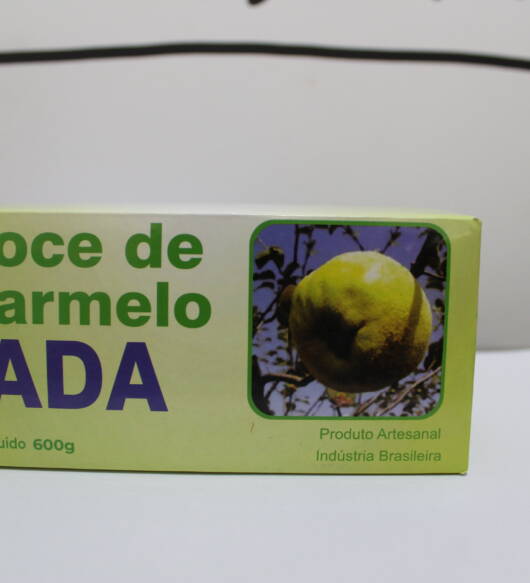 oce de
armelo
ADA
uido 600g
Produto Artesanal
Indústria Brasileira